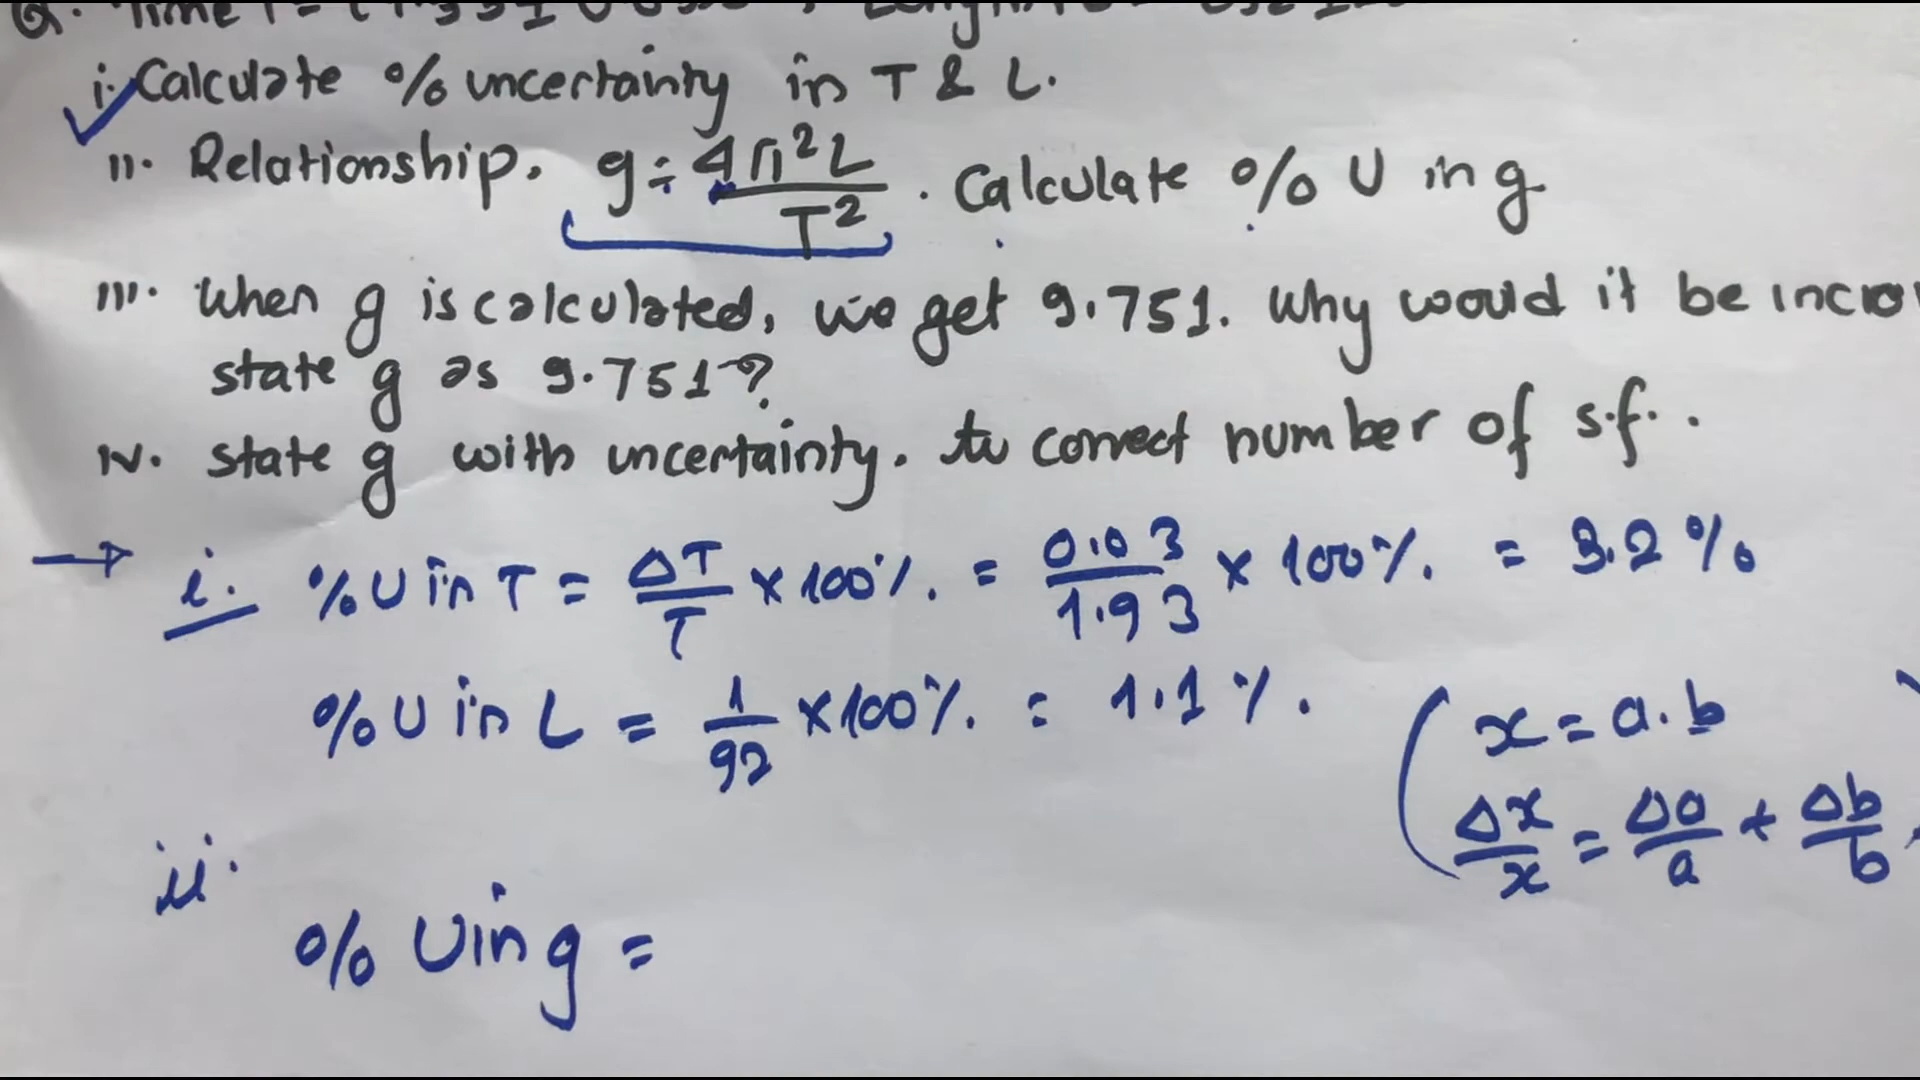 i. Calculate % uncertainty in T & L.
ii. Relationship. g = 4π²L / T² . Calculate % U in g
iii. When g is calculated, we get 9.751. Why would it be
state g as 9.751?
iv. state g with uncertainty. to correct number of s.f..
→ i. % U in T = ΔT/T × 100%. = 0.03/1.93 × 100%. = 3.2%
% U in L = 1/92 × 100%. = 1.1%.
( x = a.b
Δx/x = Δa/a + Δb/b
ii.
% U in g =